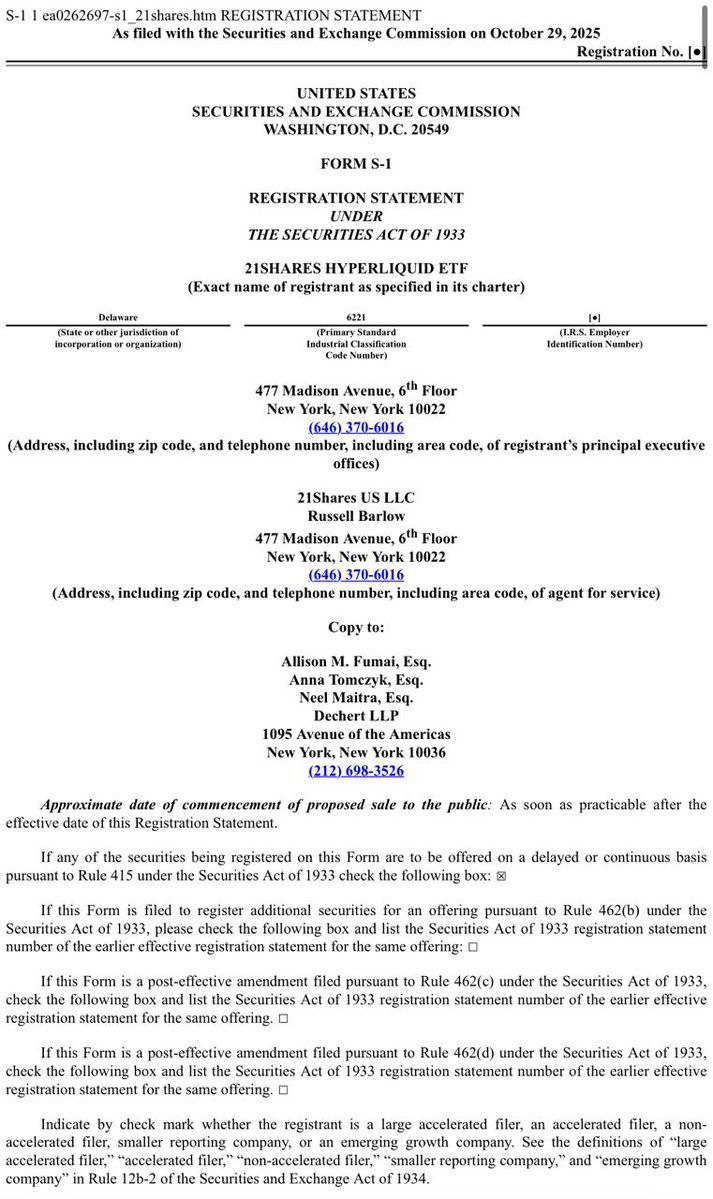 S-1 1 ea0262697-s1_21shares.htm REGISTRATION STATEMENT
As filed with the Securities and Exchange Commission on October 29, 2025
Registration No. [●]
UNITED STATES
SECURITIES AND EXCHANGE COMMISSION
WASHINGTON, D.C. 20549
FORM S-1
REGISTRATION STATEMENT
UNDER
THE SECURITIES ACT OF 1933
21SHARES HYPERLIQUID ETF
(Exact name of registrant as specified in its charter)
Delaware 6221 [●]
(State or other jurisdiction of (Primary Standard (I.R.S. Employer
incorporation or organization) Industrial Classification Identification Number)
Code Number)
477 Madison Avenue, 6th Floor
New York, New York 10022
(646) 370-6016
(Address, including zip code, and telephone number, including area code, of registrant's principal executive
offices)
21Shares US LLC
Russell Barlow
477 Madison Avenue, 6th Floor
New York, New York 10022
(646) 370-6016
(Address, including zip code, and telephone number, including area code, of agent for service)
Copy to:
Allison M. Fumai, Esq.
Anna Tomczyk, Esq.
Neel Maitra, Esq.
Dechert LLP
1095 Avenue of the Americas
New York, New York 10036
(212) 698-3526
Approximate date of commencement of proposed sale to the public: As soon as practicable after the
effective date of this Registration Statement.
If any of the securities being registered on this Form are to be offered on a delayed or continuous basis
pursuant to Rule 415 under the Securities Act of 1933 check the following box: ☒
If this Form is filed to register additional securities for an offering pursuant to Rule 462(b) under the
Securities Act of 1933, please check the following box and list the Securities Act of 1933 registration statement
number of the earlier effective registration statement for the same offering: ☐
If this Form is a post-effective amendment filed pursuant to Rule 462(c) under the Securities Act of 1933,
check the following box and list the Securities Act of 1933 registration statement number of the earlier effective
registration statement for the same offering. ☐
If this Form is a post-effective amendment filed pursuant to Rule 462(d) under the Securities Act of 1933,
check the following box and list the Securities Act of 1933 registration statement number of the earlier effective
registration statement for the same offering. ☐
Indicate by check mark whether the registrant is a large accelerated filer, an accelerated filer, a non-
accelerated filer, smaller reporting company, or an emerging growth company. See the definitions of "large
accelerated filer," "accelerated filer," "non-accelerated filer," "smaller reporting company," and "emerging growth
company" in Rule 12b-2 of the Securities and Exchange Act of 1934.